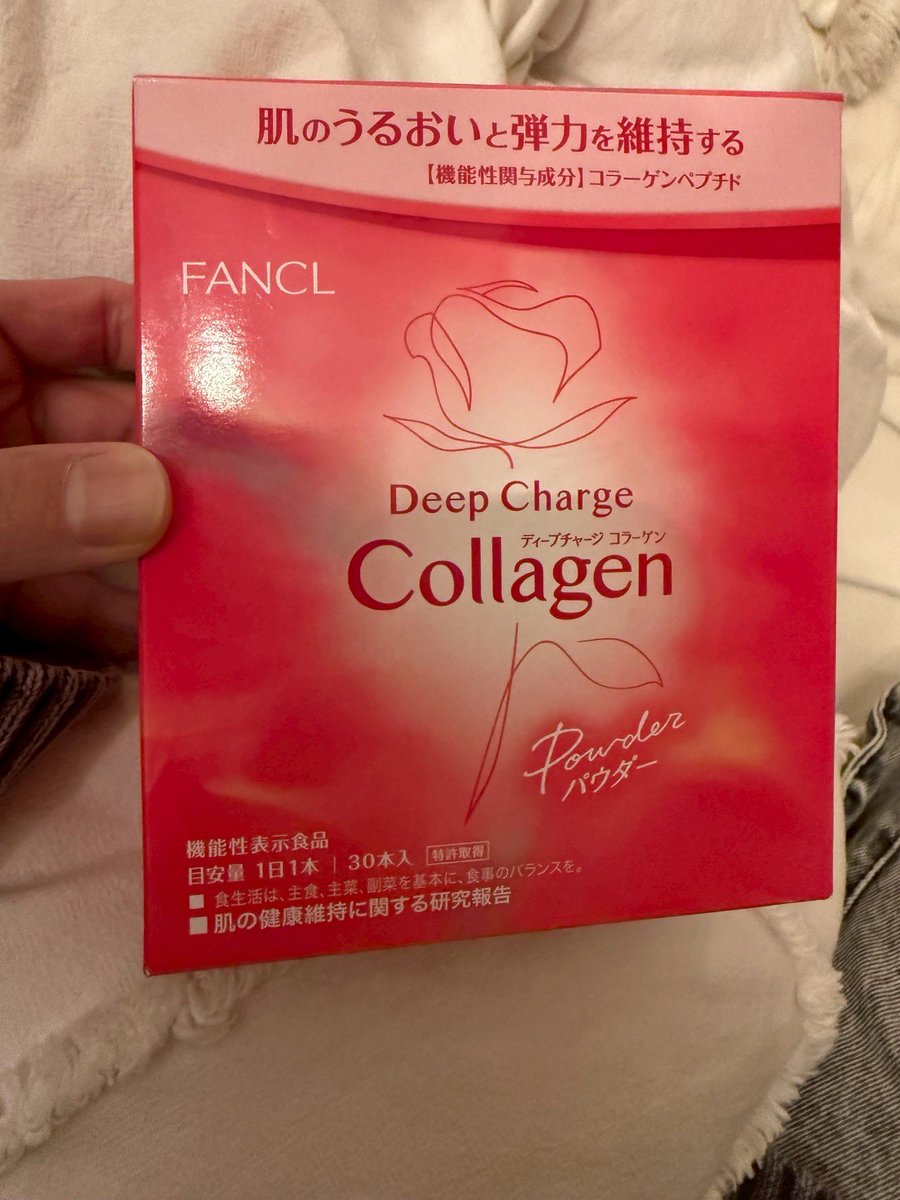 肌のうるおいと弾力を維持する
【機能性関与成分】コラーゲンペプチド
FANCL
Deep Charge
ディープチャージ コラーゲン
Collagen
Powder
パウダー
機能性表示食品
目安量 1日1本 | 30本入 特許取得
■ 食生活は、主食、主菜、副菜を基本に、食事のバランスを。
■ 肌の健康維持に関する研究報告